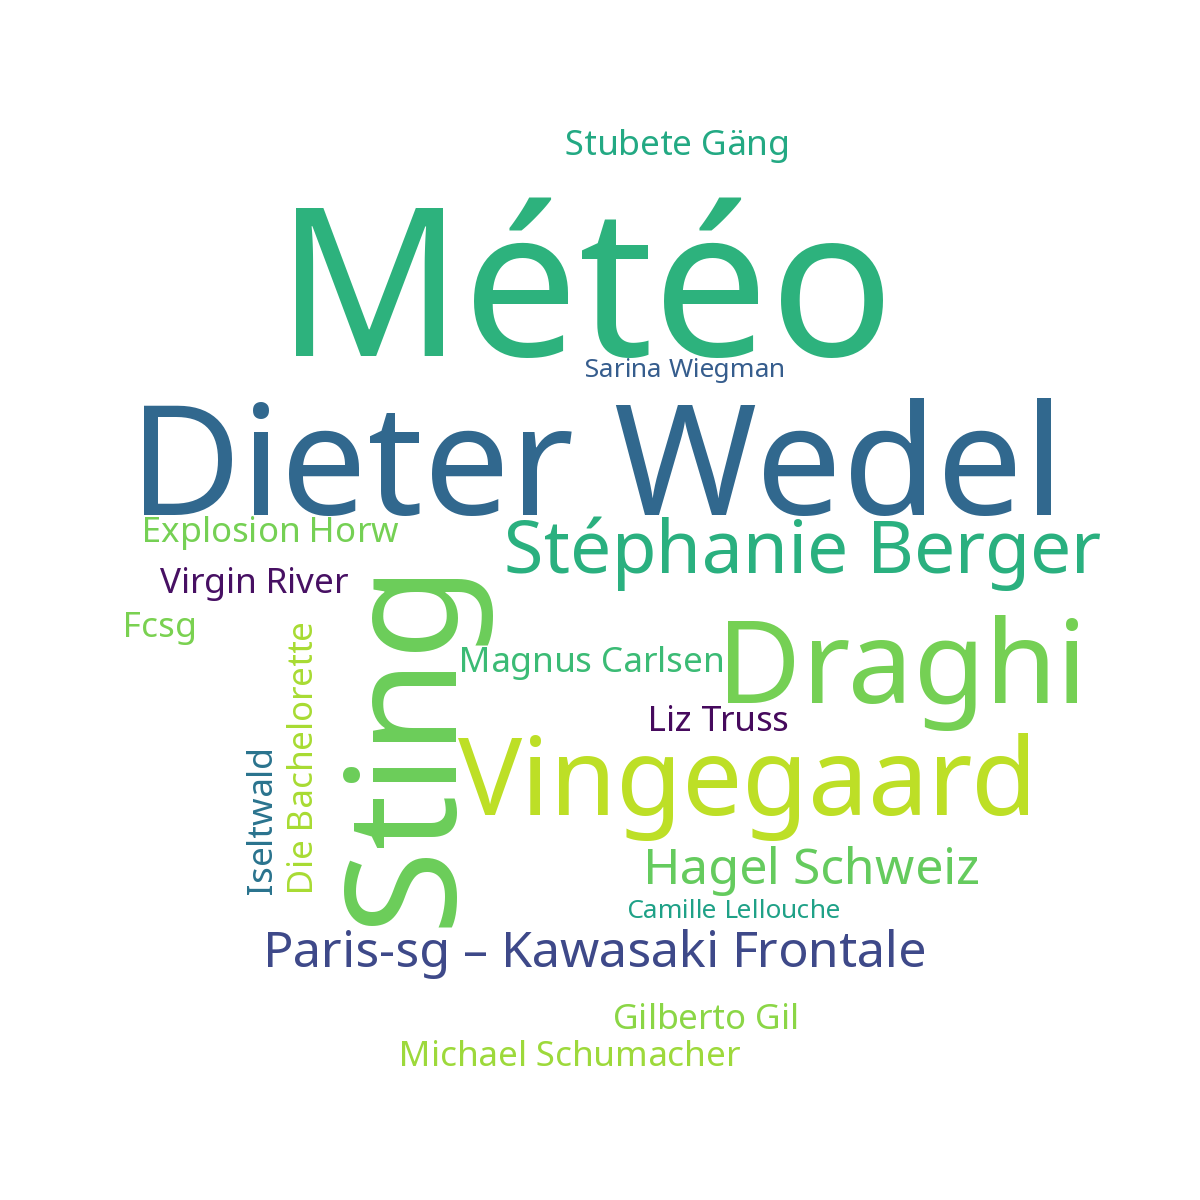 Stubete Gäng
Météo
Sarina Wiegman
Dieter Wedel
Explosion Horw
Stéphanie Berger
Virgin River
Fcsg
Sting
Magnus Carlsen
Draghi
Die Bachelorette
Liz Truss
Vingegaard
Iseltwald
Hagel Schweiz
Camille Lellouche
Paris-sg – Kawasaki Frontale
Gilberto Gil
Michael Schumacher